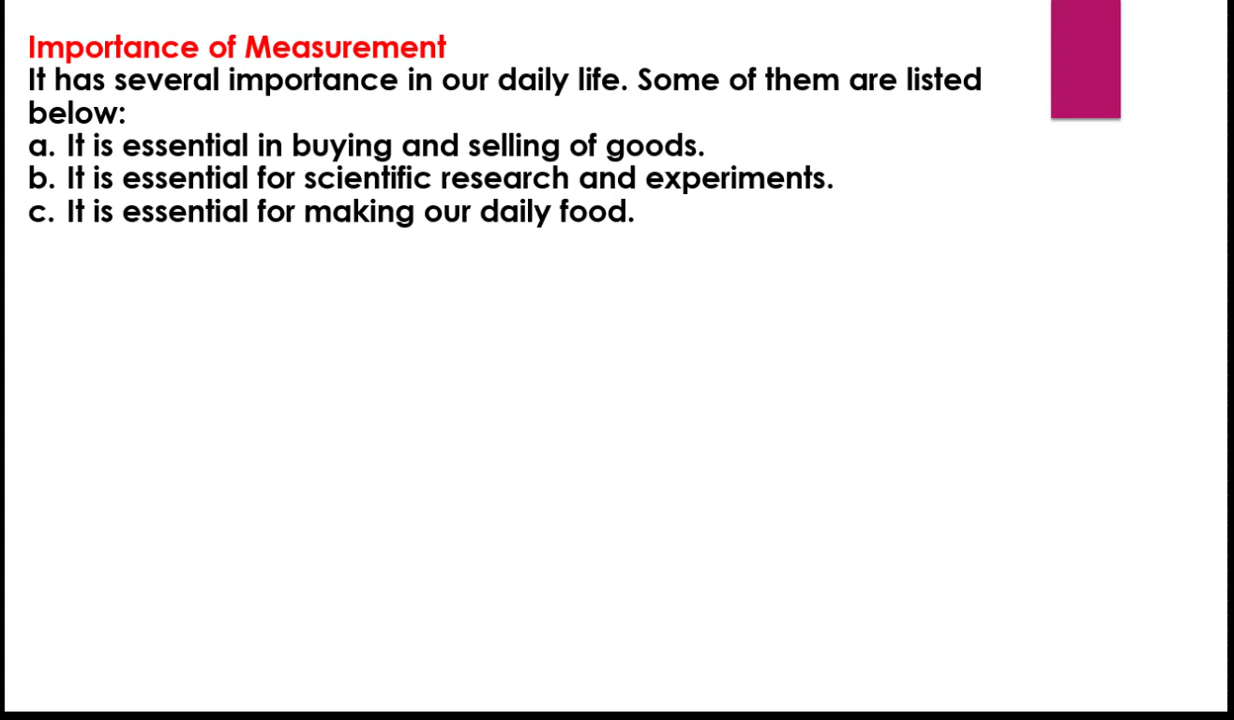 Importance of Measurement
It has several importance in our daily life. Some of them are listed
below:
a. It is essential in buying and selling of goods.
b. It is essential for scientific research and experiments.
c. It is essential for making our daily food.